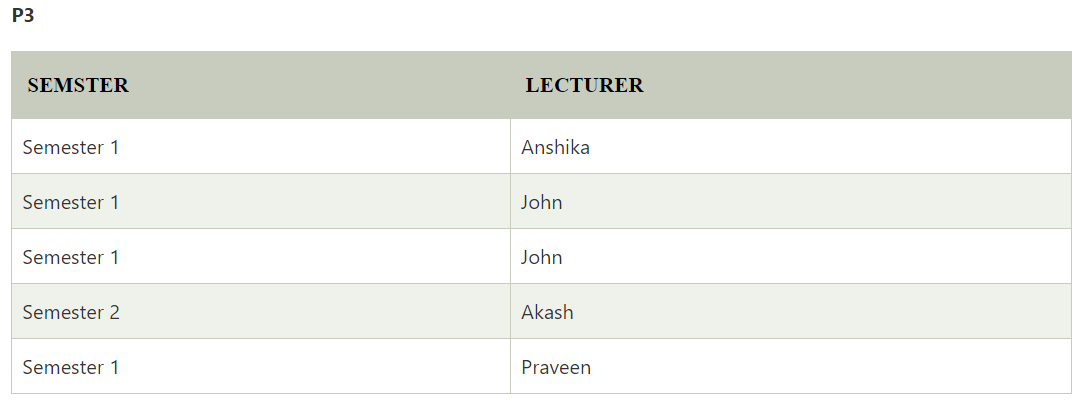 P3
SEMSTER LECTURER
Semester 1 Anshika
Semester 1 John
Semester 1 John
Semester 2 Akash
Semester 1 Praveen